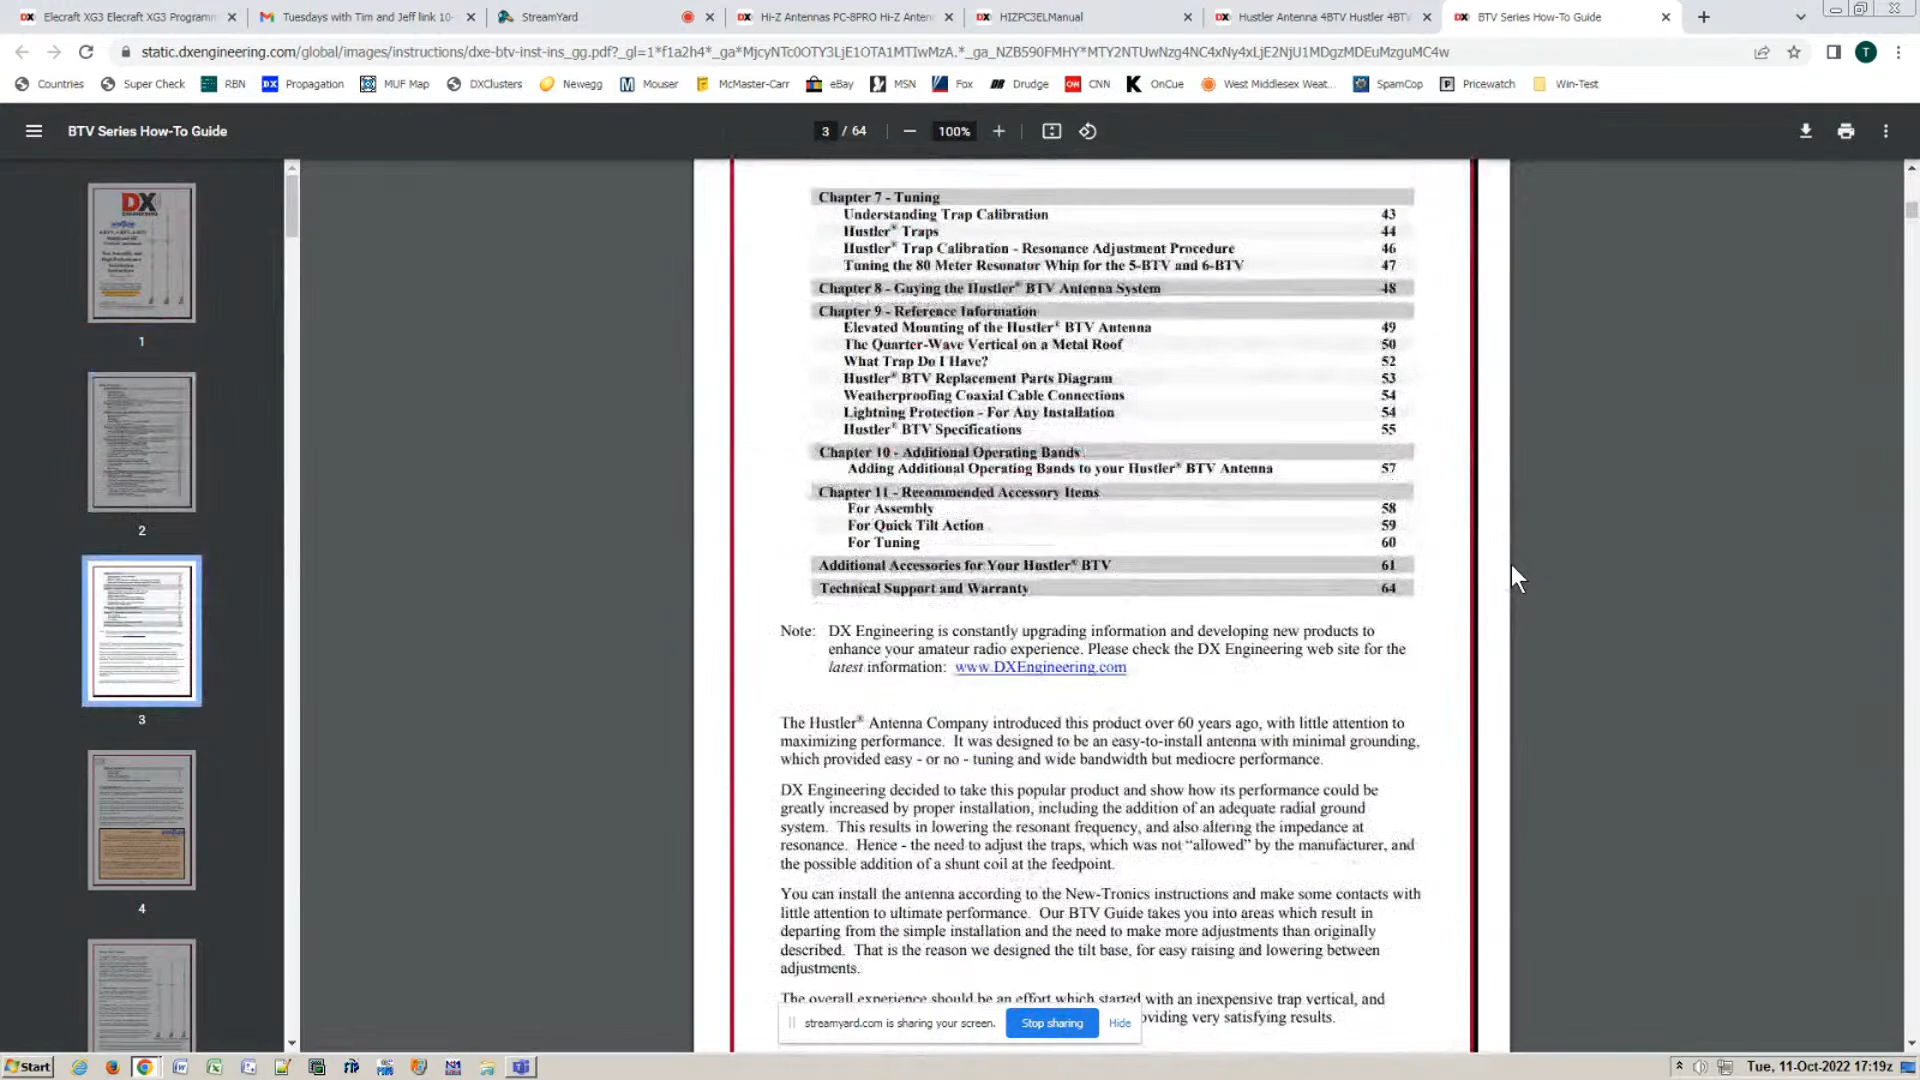 Elecraft XG3 Elecraft XG3 Programm
Tuesdays with Tim and Jeff link 10-
StreamYard
Hi-Z Antennas PC-8PRO Hi-Z Anten
HIZPC3ELManual
Hustler Antenna 4BTV Hustler 4BTV
BTV Series How-To Guide
static.dxengineering.com/global/images/instructions/dxe-btv-inst-ins_gg.pdf?_gl=1*f1a2h4*_ga*MjcyNTc0OTY3LjE1OTA1MTIwMzA.*_ga_NZB590FMHY*MTY2NTUwNzg4NC4xNy4xLjE2NjU1MDgzMDEuMzguMC4w
T
Countries
Super Check
RBN
Propagation
MUF Map
DXClusters
Newegg
Mouser
McMaster-Carr
eBay
MSN
Fox
Drudge
CNN
OnCue
West Middlesex Weat...
SpamCop
Pricewatch
Win-Test
BTV Series How-To Guide
3 / 64
100%
1
2
3
4
Chapter 7 - Tuning
Understanding Trap Calibration 43
Hustler® Traps 44
Hustler® Trap Calibration - Resonance Adjustment Procedure 46
Tuning the 80 Meter Resonator Whip for the 5-BTV and 6-BTV 47
Chapter 8 - Guying the Hustler® BTV Antenna System 48
Chapter 9 - Reference Information
Elevated Mounting of the Hustler® BTV Antenna 49
The Quarter-Wave Vertical on a Metal Roof 50
What Trap Do I Have? 52
Hustler® BTV Replacement Parts Diagram 53
Weatherproofing Coaxial Cable Connections 54
Lightning Protection - For Any Installation 54
Hustler® BTV Specifications 55
Chapter 10 - Additional Operating Bands
Adding Additional Operating Bands to your Hustler® BTV Antenna 57
Chapter 11 - Recommended Accessory Items
For Assembly 58
For Quick Tilt Action 59
For Tuning 60
Additional Accessories for Your Hustler® BTV 61
Technical Support and Warranty 64
Note: DX Engineering is constantly upgrading information and developing new products to
enhance your amateur radio experience. Please check the DX Engineering web site for the
latest information: www.DXEngineering.com
The Hustler® Antenna Company introduced this product over 60 years ago, with little attention to
maximizing performance. It was designed to be an easy-to-install antenna with minimal grounding,
which provided easy - or no - tuning and wide bandwidth but mediocre performance.
DX Engineering decided to take this popular product and show how its performance could be
greatly increased by proper installation, including the addition of an adequate radial ground
system. This results in lowering the resonant frequency, and also altering the impedance at
resonance. Hence - the need to adjust the traps, which was not “allowed” by the manufacturer, and
the possible addition of a shunt coil at the feedpoint.
You can install the antenna according to the New-Tronics instructions and make some contacts with
little attention to ultimate performance. Our BTV Guide takes you into areas which result in
departing from the simple installation and the need to make more adjustments than originally
described. That is the reason we designed the tilt base, for easy raising and lowering between
adjustments.
The overall experience should be an effort which started with an inexpensive trap vertical, and
oviding very satisfying results.
streamyard.com is sharing your screen.
Stop sharing
Hide
Start
Tue, 11-Oct-2022 17:19z